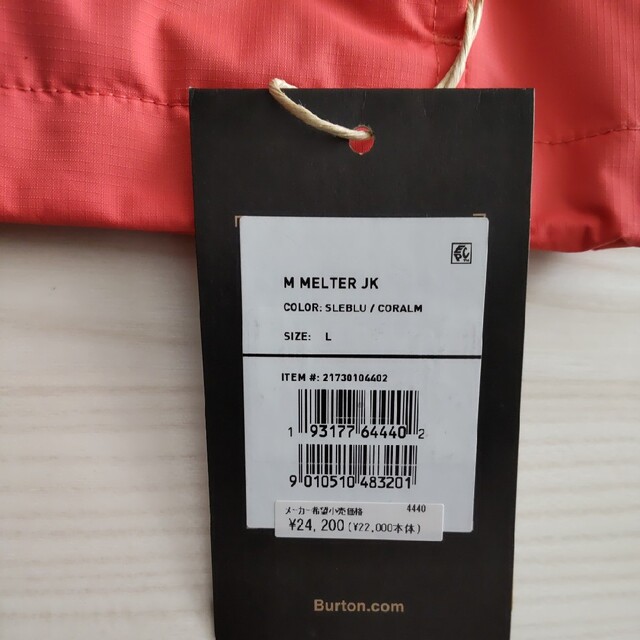 M MELTER JK
COLOR: SLEBLU / CORALM
SIZE: L
ITEM #: 21730104402
1 93177 64440 2
9 010510 483201
メーカー希望小売価格 4440
¥24,200(¥22,000本体)
Burton.com